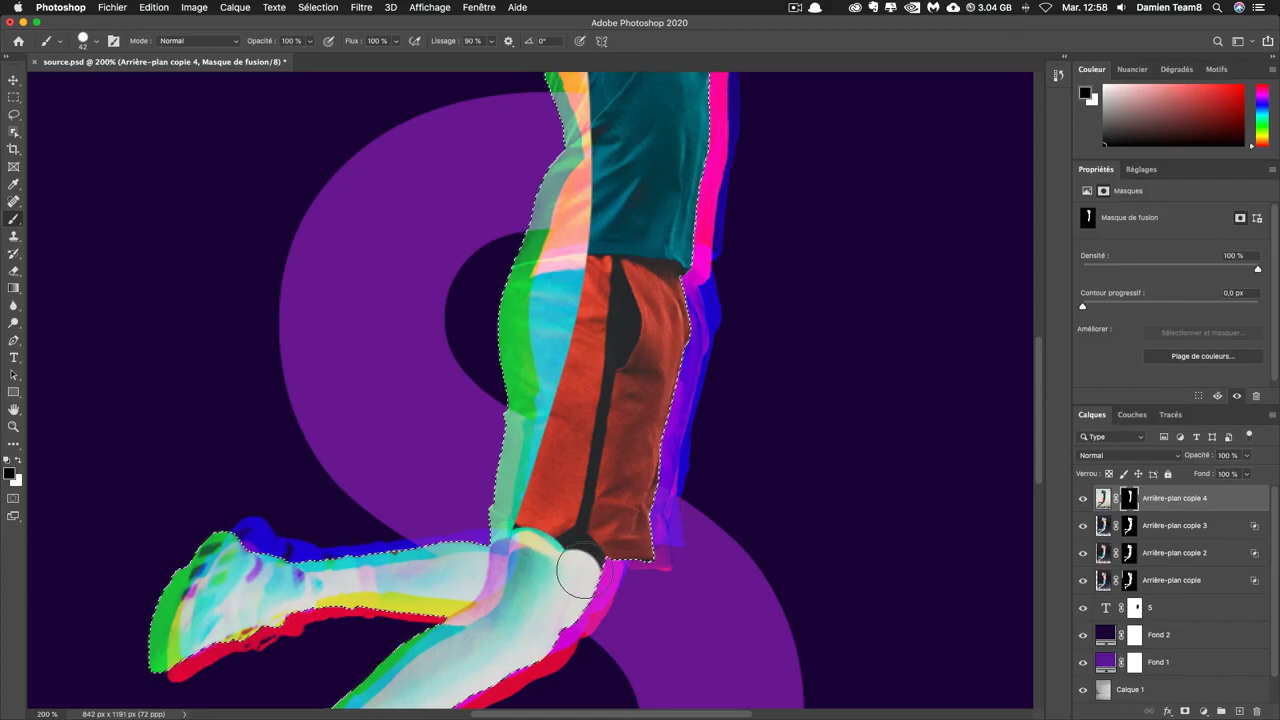 Photoshop Fichier Edition Image Calque Texte Sélection Filtre 3D Affichage Fenêtre Aide 3.04 GB Mar. 12:58 Damien Team8
Adobe Photoshop 2020
42 Mode : Normal Opacité : 100 % Flux : 100 % Lissage : 90 % 0°
source.psd @ 200% (Arrière-plan copie 4, Masque de fusion/8) *
Couleur Nuancier Dégradés Motifs
Propriétés Réglages
Masques
Masque de fusion
Densité : 100 %
Contour progressif : 0,0 px
Améliorer : Sélectionner et masquer...
Plage de couleurs...
Calques Couches Tracés
Type
Normal Opacité : 100 %
Verrou : Fond : 100 %
Arrière-plan copie 4
Arrière-plan copie 3
Arrière-plan copie 2
Arrière-plan copie
T S
Fond 2
Fond 1
Calque 1
200 % 842 px x 1191 px (72 ppp)